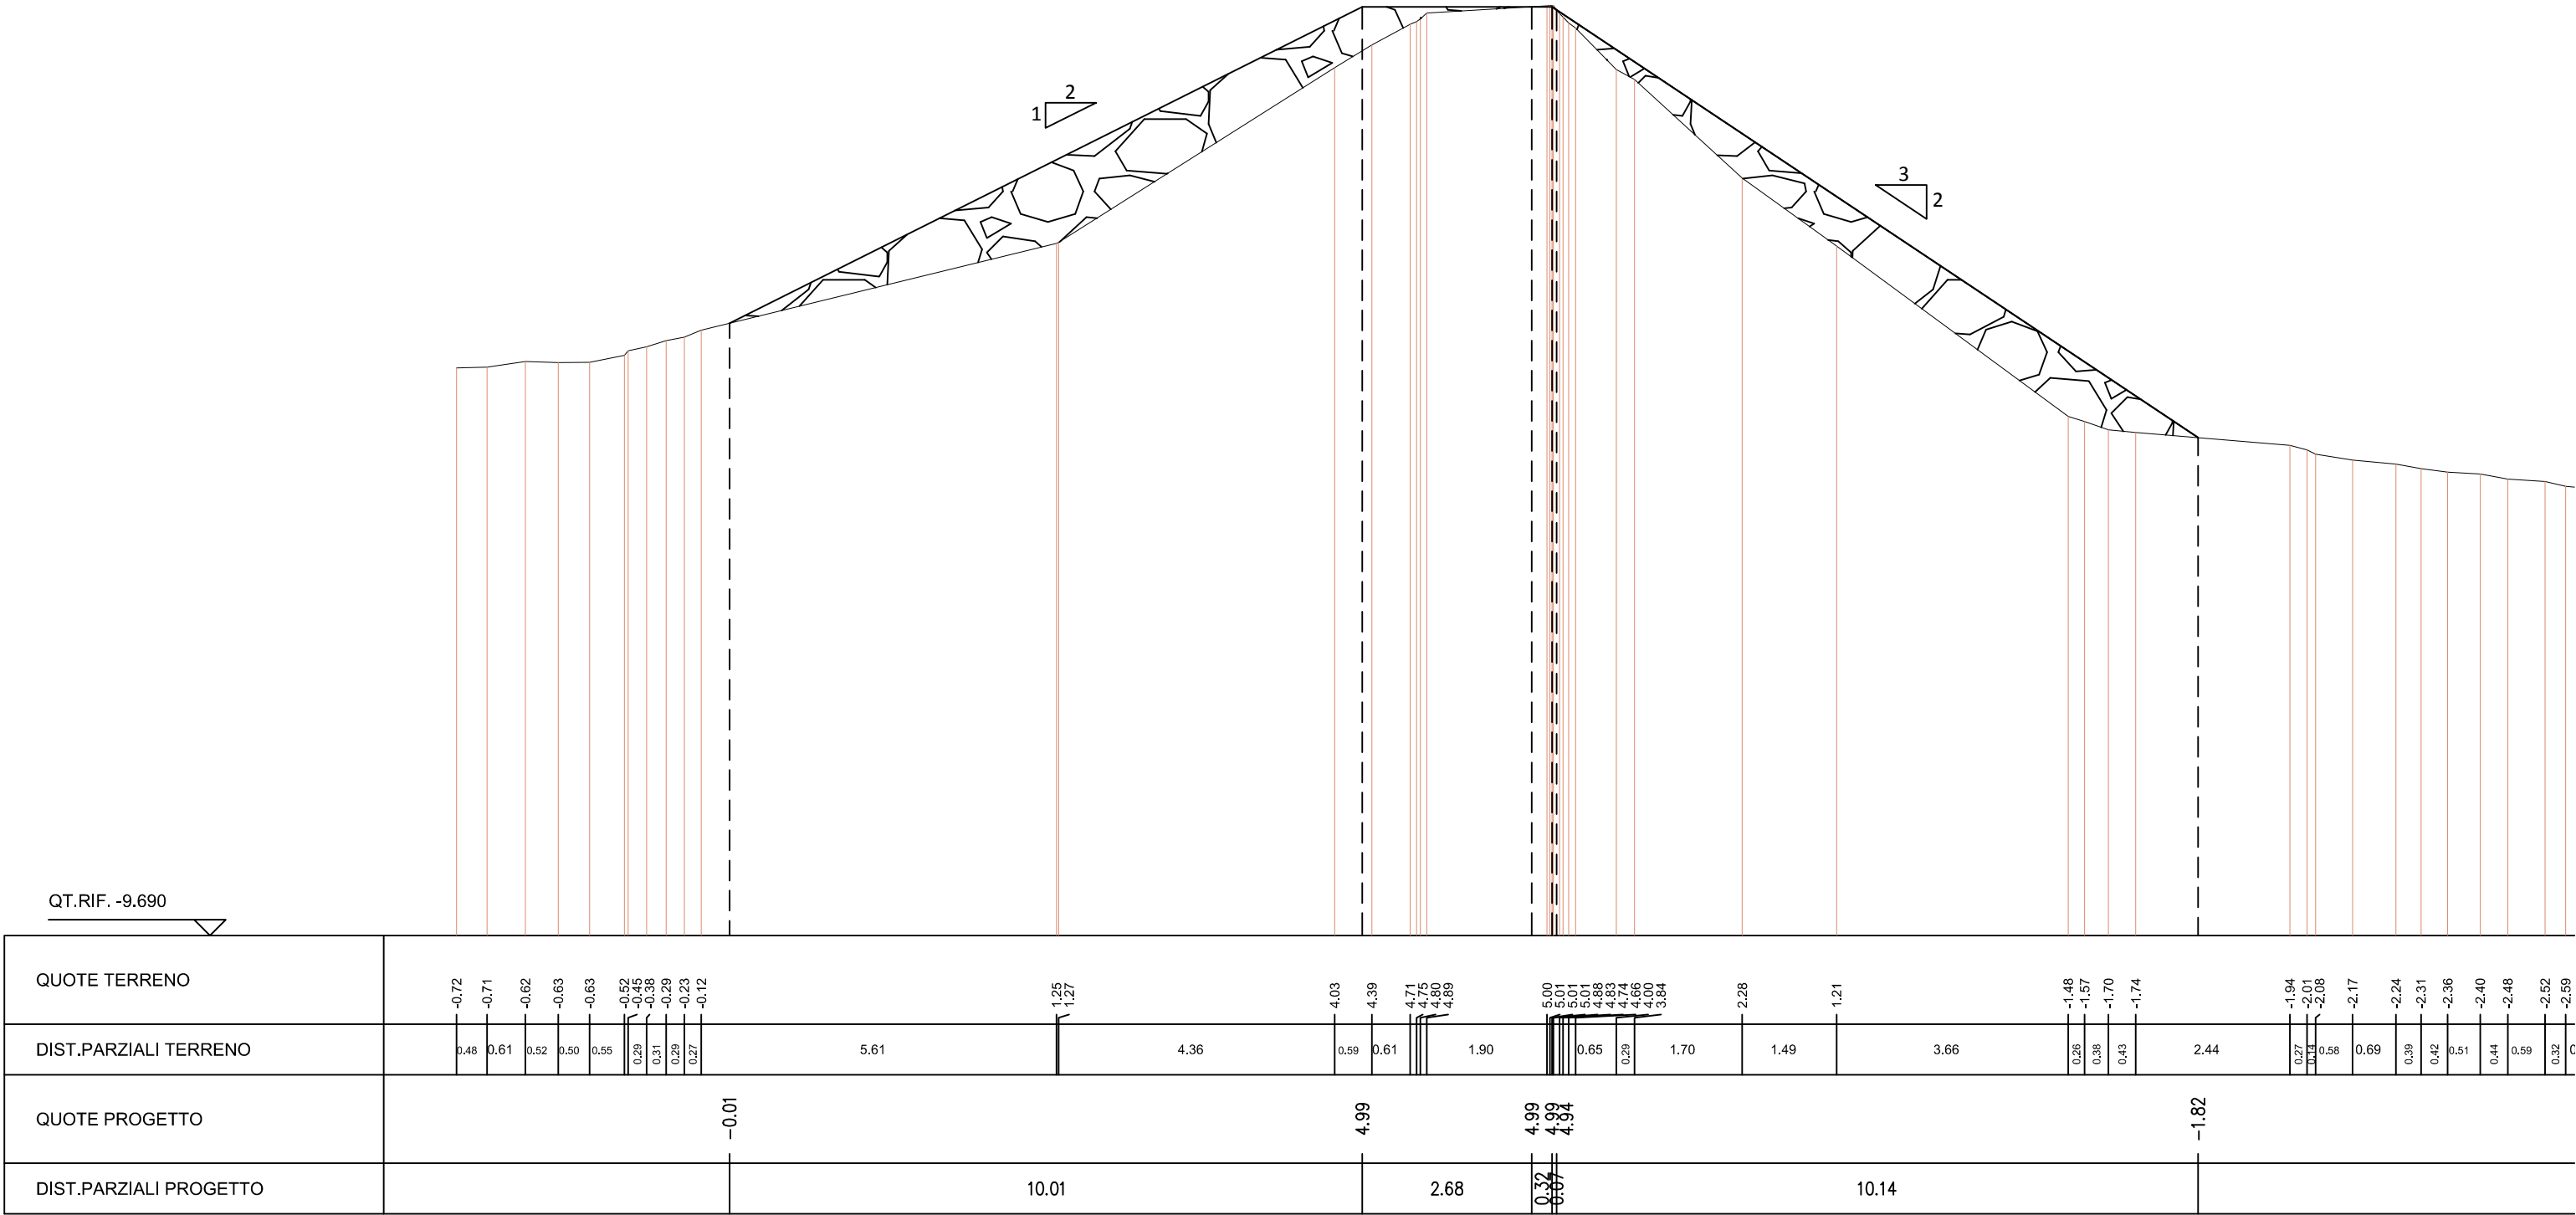 2
1
3
2
QT.RIF. -9.690
QUOTE TERRENO
-0.72 -0.71 -0.62 -0.63 -0.63 -0.52 -0.45 -0.38 -0.29 -0.23 -0.12 1.25 1.27 4.03 4.39 4.71 4.75 4.80 4.89 5.00 5.01 5.01 5.01 4.88 4.83 4.74 4.66 4.00 3.84 2.28 1.21 -1.48 -1.57 -1.70 -1.74 -1.94 -2.01 -2.08 -2.17 -2.24 -2.31 -2.36 -2.40 -2.48 -2.52 -2.59
DIST.PARZIALI TERRENO
0.48 0.61 0.52 0.50 0.55 0.29 0.31 0.29 0.27 5.61 4.36 0.59 0.61 1.90 0.65 0.29 1.70 1.49 3.66 0.26 0.38 0.43 2.44 0.27 0.14 0.58 0.69 0.39 0.42 0.51 0.44 0.59 0.32
QUOTE PROGETTO
-0.01 4.99 4.99 4.99 4.94 -1.82
DIST.PARZIALI PROGETTO
10.01 2.68 0.32 0.07 10.14